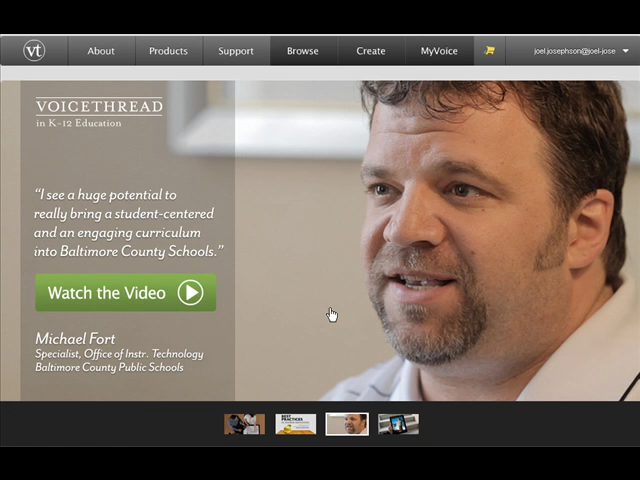 vt
About
Products
Support
Browse
Create
MyVoice
joel.josephson@joel-jose
VOICETHREAD
in K-12 Education
“I see a huge potential to
really bring a student-centered
and an engaging curriculum
into Baltimore County Schools.”
Watch the Video
Michael Fort
Specialist, Office of Instr. Technology
Baltimore County Public Schools
BEST
PRACTICES